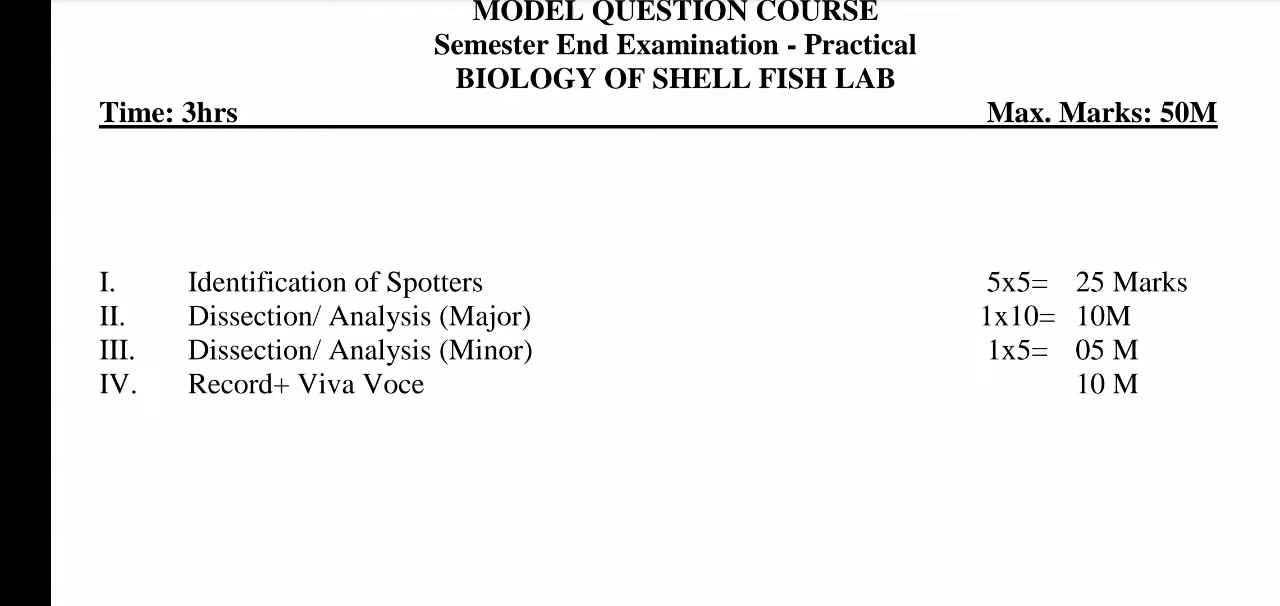 MODEL QUESTION COURSE
Semester End Examination - Practical
BIOLOGY OF SHELL FISH LAB
Time: 3hrs Max. Marks: 50M
I. Identification of Spotters 5x5= 25 Marks
II. Dissection/ Analysis (Major) 1x10= 10M
III. Dissection/ Analysis (Minor) 1x5= 05 M
IV. Record+ Viva Voce 10 M